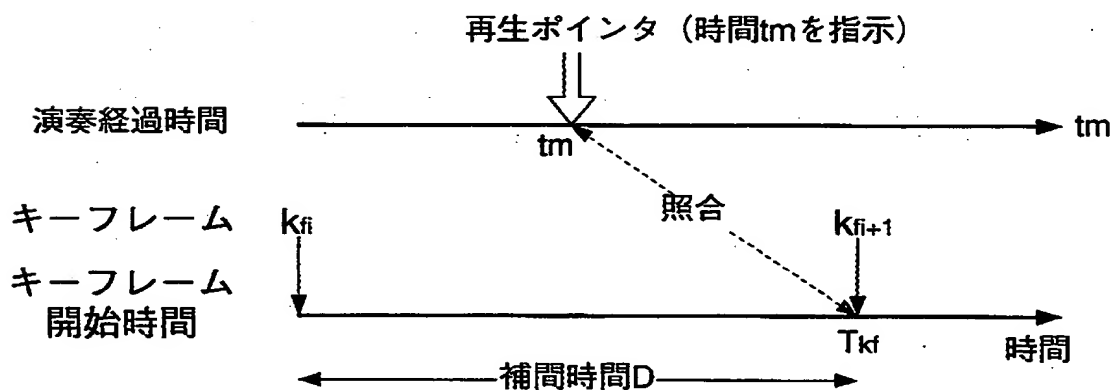 再生ポインタ（時間tmを指示）
演奏経過時間
tm
tm
キーフレーム
kfi
照合
kfi+1
キーフレーム
開始時間
Tkf
時間
補間時間D